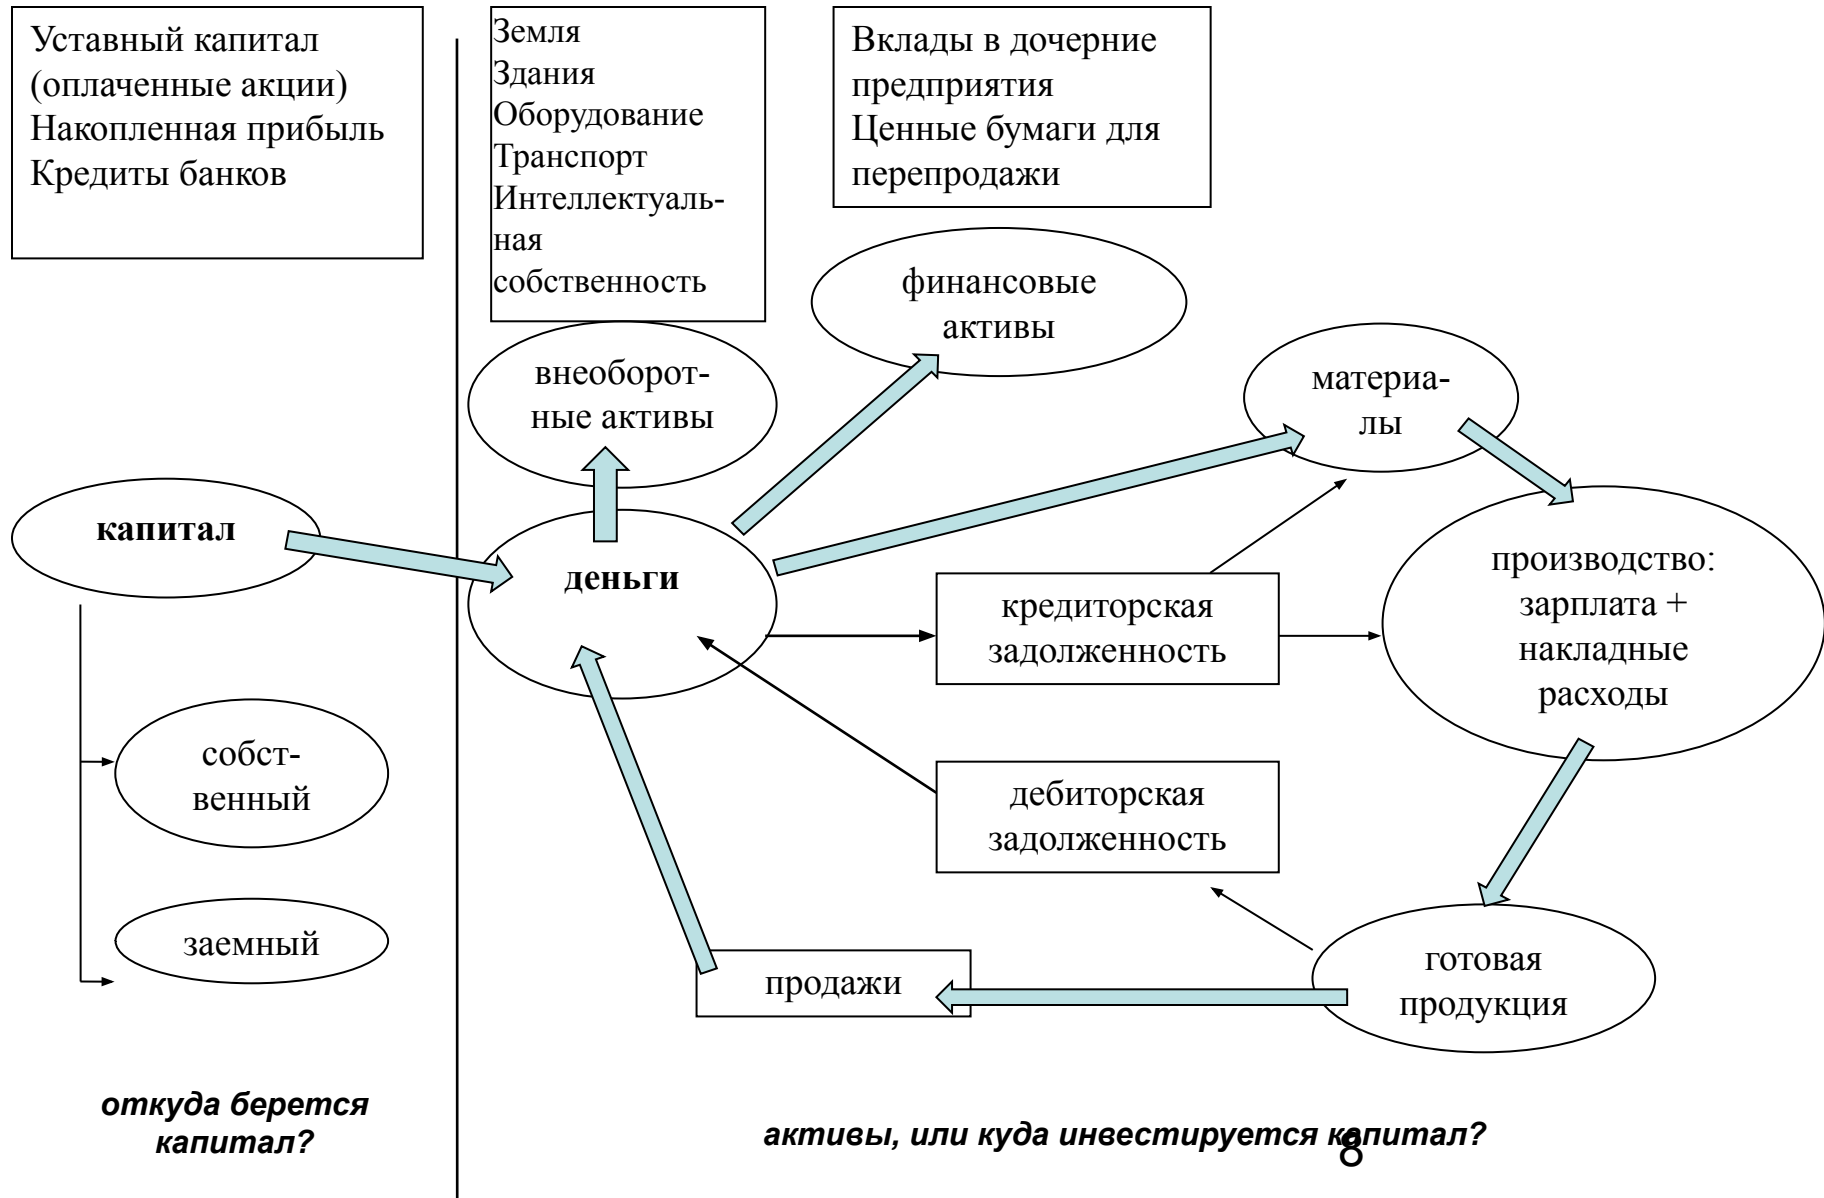 Уставный капитал
(оплаченные акции)
Накопленная прибыль
Кредиты банков
Земля
Здания
Оборудование
Транспорт
Интеллектуаль-
ная
собственность
Вклады в дочерние
предприятия
Ценные бумаги для
перепродажи
финансовые
активы
внеоборот-
ные активы
материа-
лы
капитал
деньги
кредиторская
задолженность
производство:
зарплата +
накладные
расходы
собст-
венный
дебиторская
задолженность
заемный
продажи
готовая
продукция
откуда берется
капитал?
активы, или куда инвестируется капитал?
8